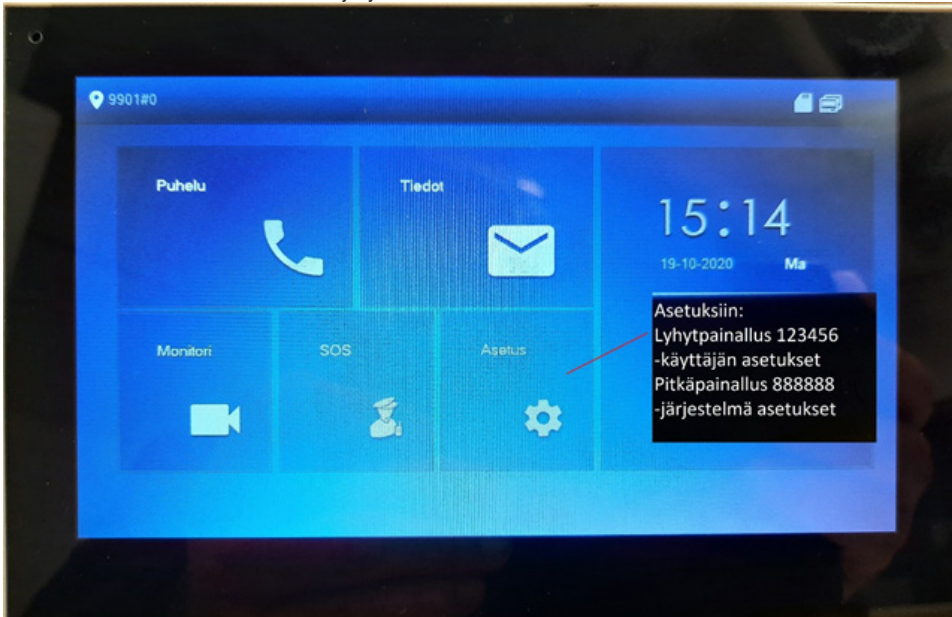 9901#0
Puhelu
Tiedot
15:14
19-10-2020 Ma
Asetuksiin:
Lyhytpainallus 123456
-käyttäjän asetukset
Pitkäpainallus 888888
-järjestelmä asetukset
Monitori
SOS
Asetus